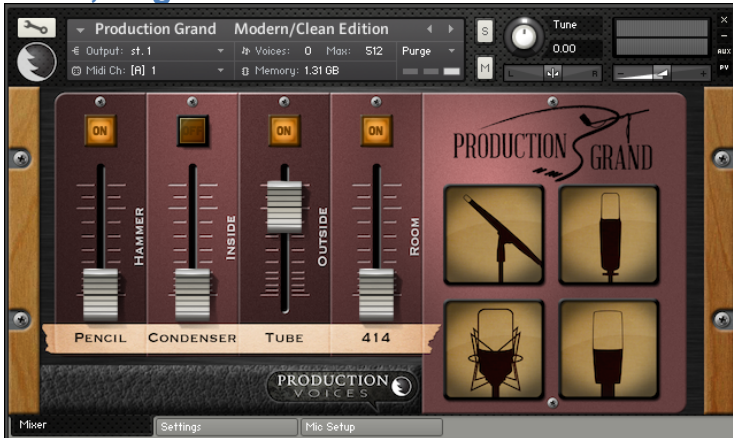 Production Grand Modern/Clean Edition
S
Tune
0.00
Output: st.1
Voices: 0 Max: 512
Purge
AUX
Midi Ch: [A] 1
Memory: 1.31 GB
M
L
R
PV
ON
OFF
ON
ON
PRODUCTION
GRAND
HAMMER
INSIDE
OUTSIDE
ROOM
PENCIL
CONDENSER
TUBE
414
PRODUCTION
VOICES
Mixer
Settings
Mic Setup